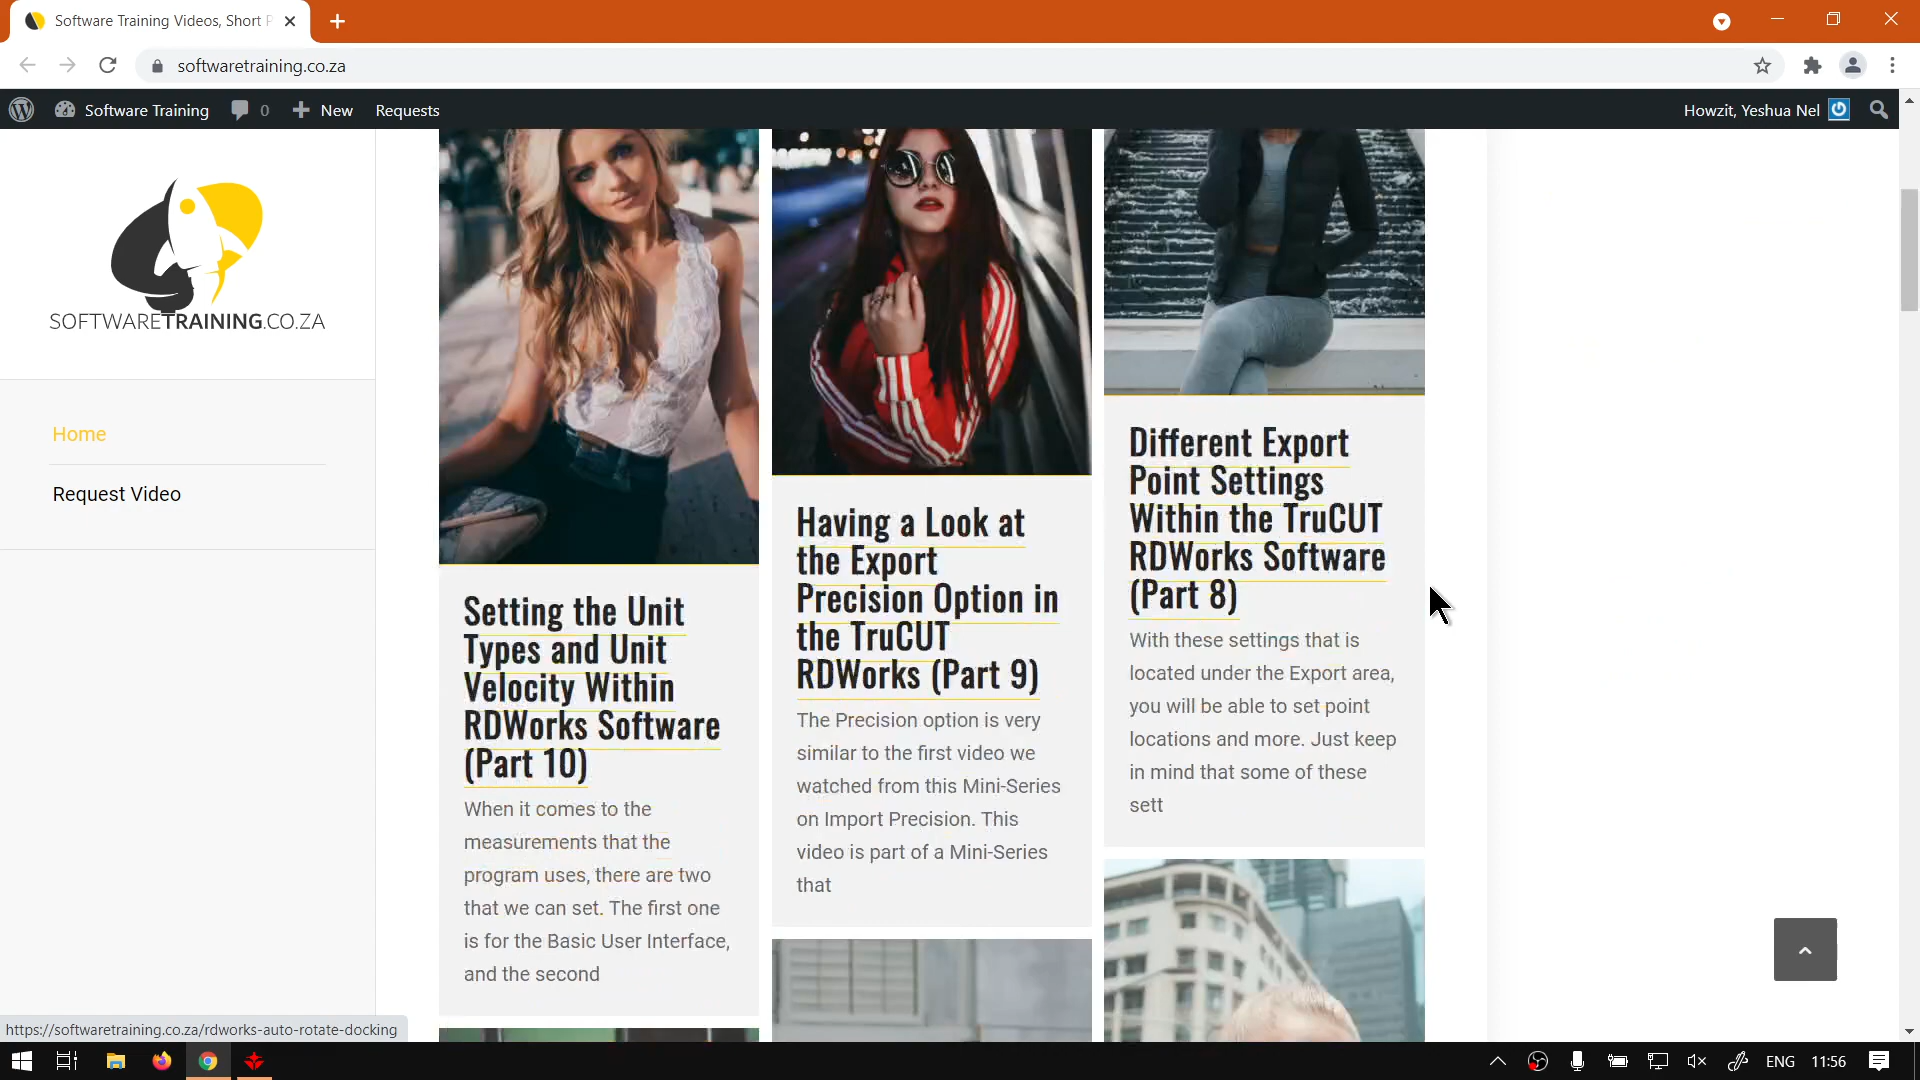 Software Training Videos, Short P
softwaretraining.co.za
Software Training
0
New
Requests
Howzit, Yeshua Nel
SOFTWARETRAINING.CO.ZA
Home
Request Video
Setting the Unit
Types and Unit
Velocity Within
RDWorks Software
(Part 10)
When it comes to the
measurements that the
program uses, there are two
that we can set. The first one
is for the Basic User Interface,
and the second
Having a Look at
the Export
Precision Option in
the TruCUT
RDWorks (Part 9)
The Precision option is very
similar to the first video we
watched from this Mini-Series
on Import Precision. This
video is part of a Mini-Series
that
Different Export
Point Settings
Within the TruCUT
RDWorks Software
(Part 8)
With these settings that is
located under the Export area,
you will be able to set point
locations and more. Just keep
in mind that some of these
sett
https://softwaretraining.co.za/rdworks-auto-rotate-docking
ENG
11:56